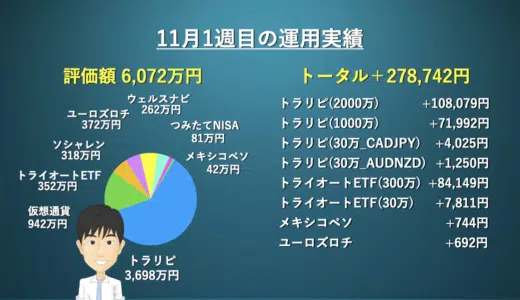 11月1週目の運用実績
評価額 6,072万円
ウェルスナビ
262万円
ユーロズロチ
372万円
つみたてNISA
81万円
ソシャレン
318万円
メキシコペソ
42万円
トライオートETF
352万円
仮想通貨
942万円
トラリピ
3,698万円
トータル＋278,742円
トラリピ(2000万) +108,079円
トラリピ(1000万) +71,992円
トラリピ(30万_CADJPY) +4,025円
トラリピ(30万_AUDNZD) +1,250円
トライオートETF(300万) +84,149円
トライオートETF(30万) +7,811円
メキシコペソ +744円
ユーロズロチ +692円